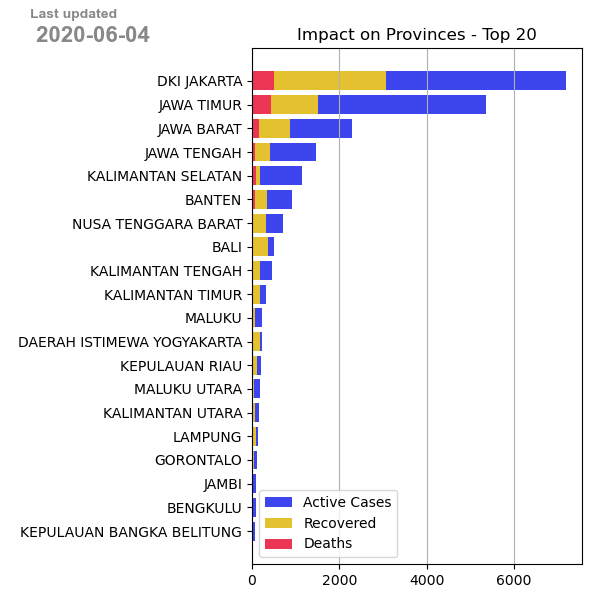 Last updated
2020-06-04
Impact on Provinces - Top 20
DKI JAKARTA
JAWA TIMUR
JAWA BARAT
JAWA TENGAH
KALIMANTAN SELATAN
BANTEN
NUSA TENGGARA BARAT
BALI
KALIMANTAN TENGAH
KALIMANTAN TIMUR
MALUKU
DAERAH ISTIMEWA YOGYAKARTA
KEPULAUAN RIAU
MALUKU UTARA
KALIMANTAN UTARA
LAMPUNG
GORONTALO
JAMBI
BENGKULU
KEPULAUAN BANGKA BELITUNG
Active Cases
Recovered
Deaths
0 2000 4000 6000